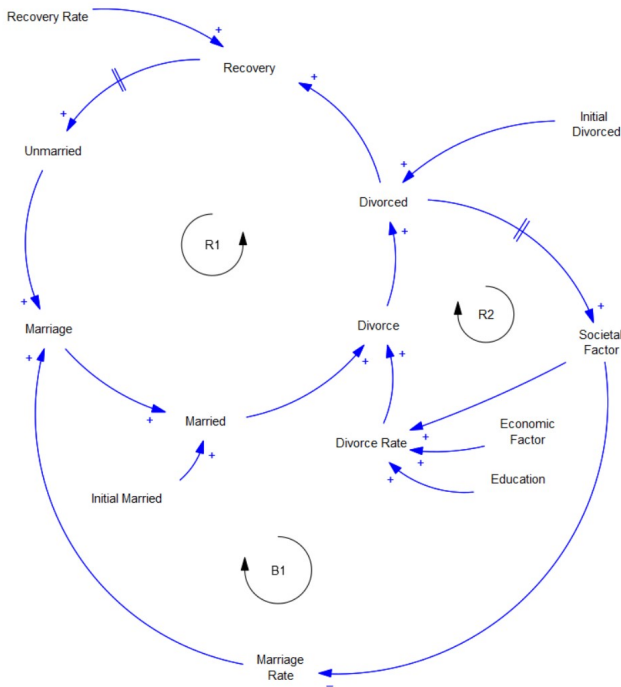 Recovery Rate
+
Recovery
+
Unmarried
+
Initial
Divorced
+
Divorced
+
R1
+
R2
+
Marriage
+
Divorce
+
Societal
Factor
+
+
Married
+
+
Divorce Rate
+
Economic
Factor
+
+
Education
Initial Married
B1
Marriage
Rate
–